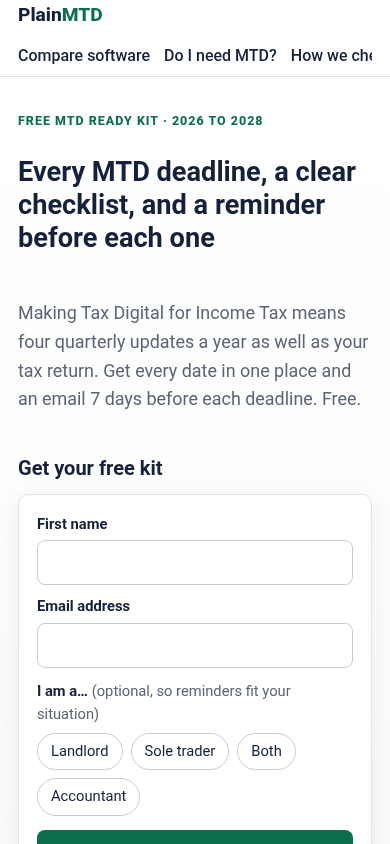 PlainMTD
Compare software Do I need MTD? How we che
FREE MTD READY KIT · 2026 TO 2028
Every MTD deadline, a clear
checklist, and a reminder
before each one
Making Tax Digital for Income Tax means
four quarterly updates a year as well as your
tax return. Get every date in one place and
an email 7 days before each deadline. Free.
Get your free kit
First name
Email address
I am a… (optional, so reminders fit your
situation)
Landlord Sole trader Both
Accountant